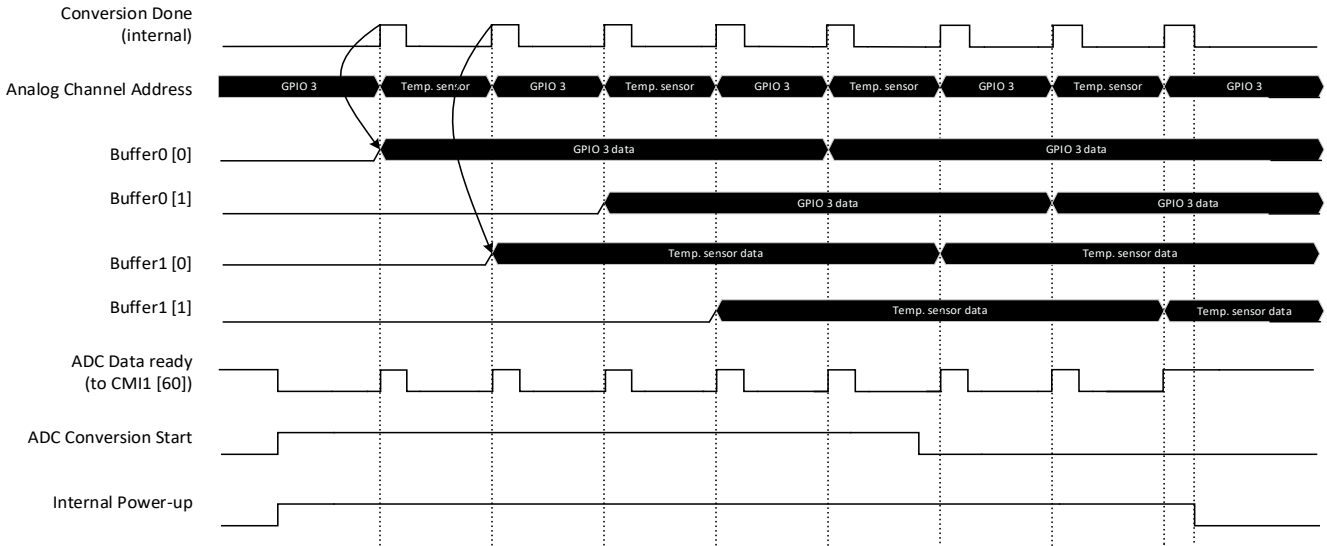 Conversion Done
(internal)
Analog Channel Address
GPIO 3 Temp. sensor GPIO 3 Temp. sensor GPIO 3 Temp. sensor GPIO 3 Temp. sensor GPIO 3
Buffer0 [0]
GPIO 3 data GPIO 3 data
Buffer0 [1]
GPIO 3 data GPIO 3 data
Buffer1 [0]
Temp. sensor data Temp. sensor data
Buffer1 [1]
Temp. sensor data Temp. sensor data
ADC Data ready
(to CMI1 [60])
ADC Conversion Start
Internal Power-up